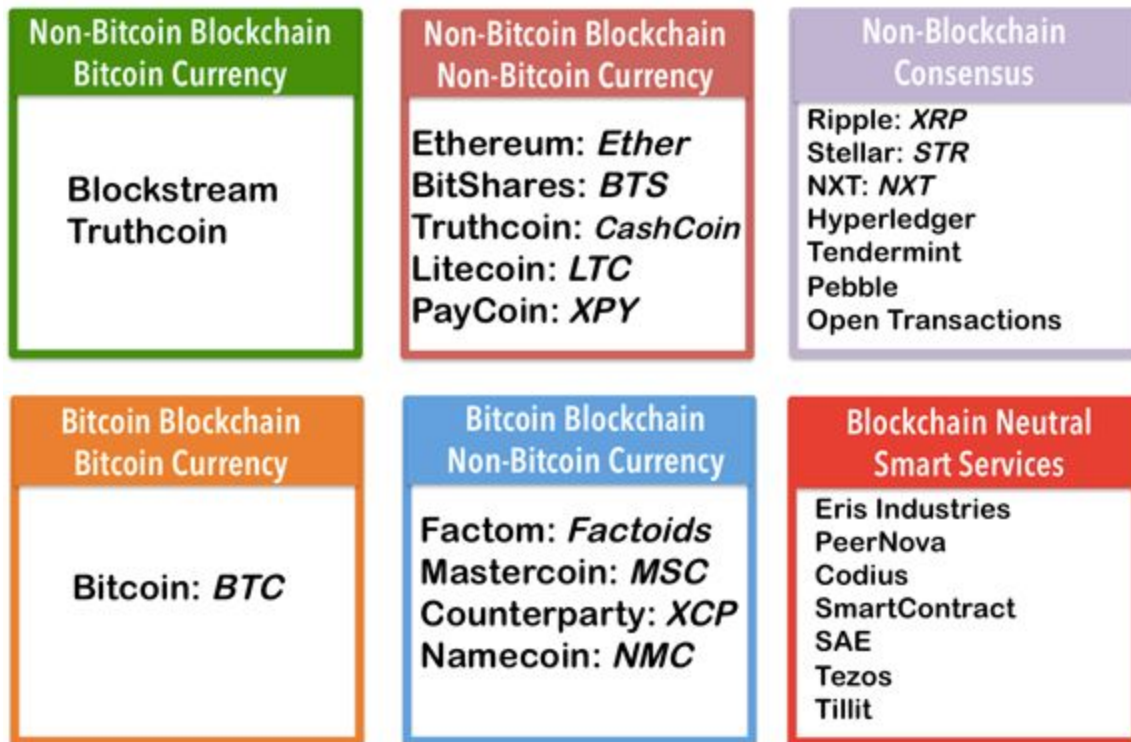 Non-Bitcoin Blockchain
Bitcoin Currency
Blockstream
Truthcoin
Non-Bitcoin Blockchain
Non-Bitcoin Currency
Ethereum: Ether
BitShares: BTS
Truthcoin: CashCoin
Litecoin: LTC
PayCoin: XPY
Non-Blockchain
Consensus
Ripple: XRP
Stellar: STR
NXT: NXT
Hyperledger
Tendermint
Pebble
Open Transactions
Bitcoin Blockchain
Bitcoin Currency
Bitcoin: BTC
Bitcoin Blockchain
Non-Bitcoin Currency
Factom: Factoids
Mastercoin: MSC
Counterparty: XCP
Namecoin: NMC
Blockchain Neutral
Smart Services
Eris Industries
PeerNova
Codius
SmartContract
SAE
Tezos
Tillit